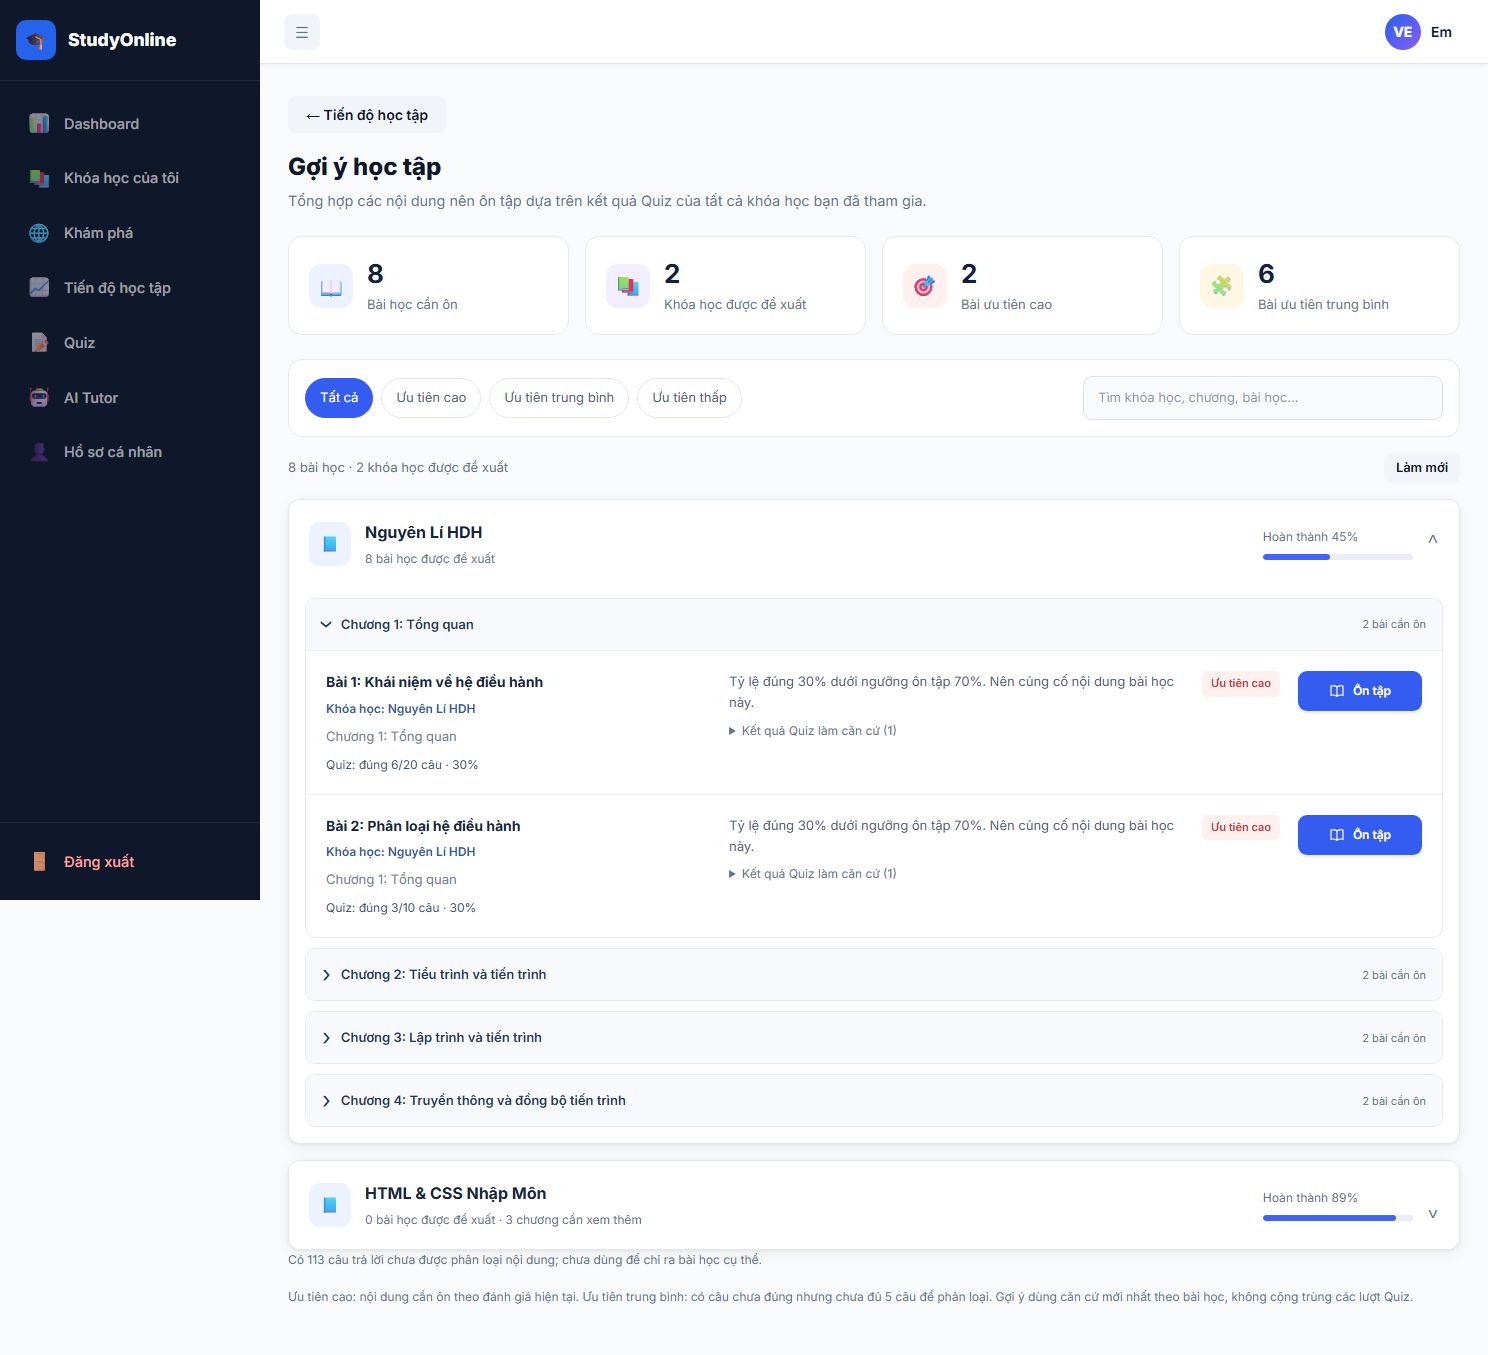 StudyOnline
☰
VE
Em
Dashboard
Khóa học của tôi
Khám phá
Tiến độ học tập
Quiz
AI Tutor
Hồ sơ cá nhân
Đăng xuất
← Tiến độ học tập
Gợi ý học tập
Tổng hợp các nội dung nên ôn tập dựa trên kết quả Quiz của tất cả khóa học bạn đã tham gia.
8
Bài học cần ôn
2
Khóa học được đề xuất
2
Bài ưu tiên cao
6
Bài ưu tiên trung bình
Tất cả
Ưu tiên cao
Ưu tiên trung bình
Ưu tiên thấp
Tìm khóa học, chương, bài học...
8 bài học · 2 khóa học được đề xuất
Làm mới
Nguyên Lí HDH
8 bài học được đề xuất
Hoàn thành 45%
Chương 1: Tổng quan
2 bài cần ôn
Bài 1: Khái niệm về hệ điều hành
Khóa học: Nguyên Lí HDH
Chương 1: Tổng quan
Quiz: đúng 6/20 câu · 30%
Tỷ lệ đúng 30% dưới ngưỡng ôn tập 70%. Nên củng cố nội dung bài học
này.
▶ Kết quả Quiz làm căn cứ (1)
Ưu tiên cao
Ôn tập
Bài 2: Phân loại hệ điều hành
Khóa học: Nguyên Lí HDH
Chương 1: Tổng quan
Quiz: đúng 3/10 câu · 30%
Tỷ lệ đúng 30% dưới ngưỡng ôn tập 70%. Nên củng cố nội dung bài học
này.
▶ Kết quả Quiz làm căn cứ (1)
Ưu tiên cao
Ôn tập
Chương 2: Tiểu trình và tiến trình
2 bài cần ôn
Chương 3: Lập trình và tiến trình
2 bài cần ôn
Chương 4: Truyền thông và đồng bộ tiến trình
2 bài cần ôn
HTML & CSS Nhập Môn
0 bài học được đề xuất · 3 chương cần xem thêm
Hoàn thành 89%
Có 113 câu trả lời chưa được phân loại nội dung; chưa dùng để chỉ ra bài học cụ thể.
Ưu tiên cao: nội dung cần ôn theo đánh giá hiện tại. Ưu tiên trung bình: có câu chưa đúng nhưng chưa đủ 5 câu để phân loại. Gợi ý dùng căn cứ mới nhất theo bài học, không cộng trùng các lượt Quiz.